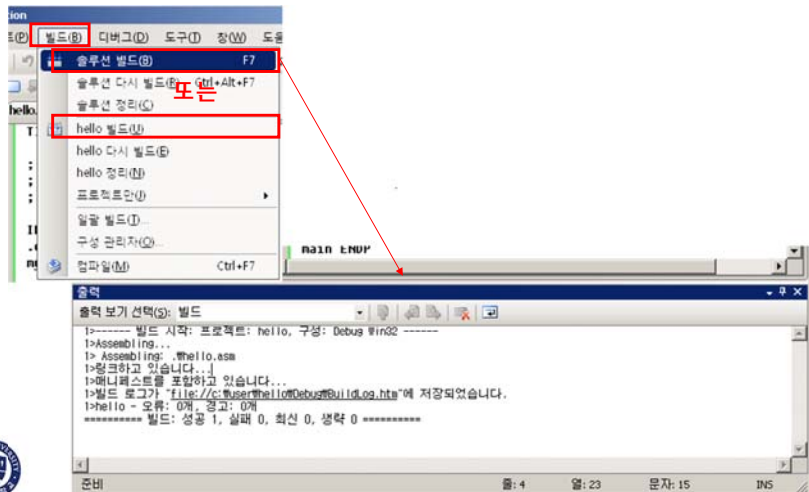 tion
빌드(B) 디버그(D) 도구(T) 창(W) 도움
솔루션 빌드(B) F7
솔루션 다시 빌드(R) Ctrl+Alt+F7
또는
솔루션 정리(C)
hello.
hello 빌드(U)
hello 다시 빌드(E)
hello 정리(N)
프로젝트만(J)
일괄 빌드(T)...
구성 관리자(O)...
컴파일(M) Ctrl+F7
main ENDP
출력
출력 보기 선택(S): 빌드
1>------ 빌드 시작: 프로젝트: hello, 구성: Debug Win32 ------
1>Assembling...
1> Assembling: .₩hello.asm
1>링크하고 있습니다...
1>매니페스트를 포함하고 있습니다...
1>빌드 로그가 "file://c:₩user₩hello₩Debug₩BuildLog.htm"에 저장되었습니다.
1>hello - 오류: 0개, 경고: 0개
========== 빌드: 성공 1, 실패 0, 최신 0, 생략 0 ==========
준비 줄: 4 열: 23 문자: 15 INS